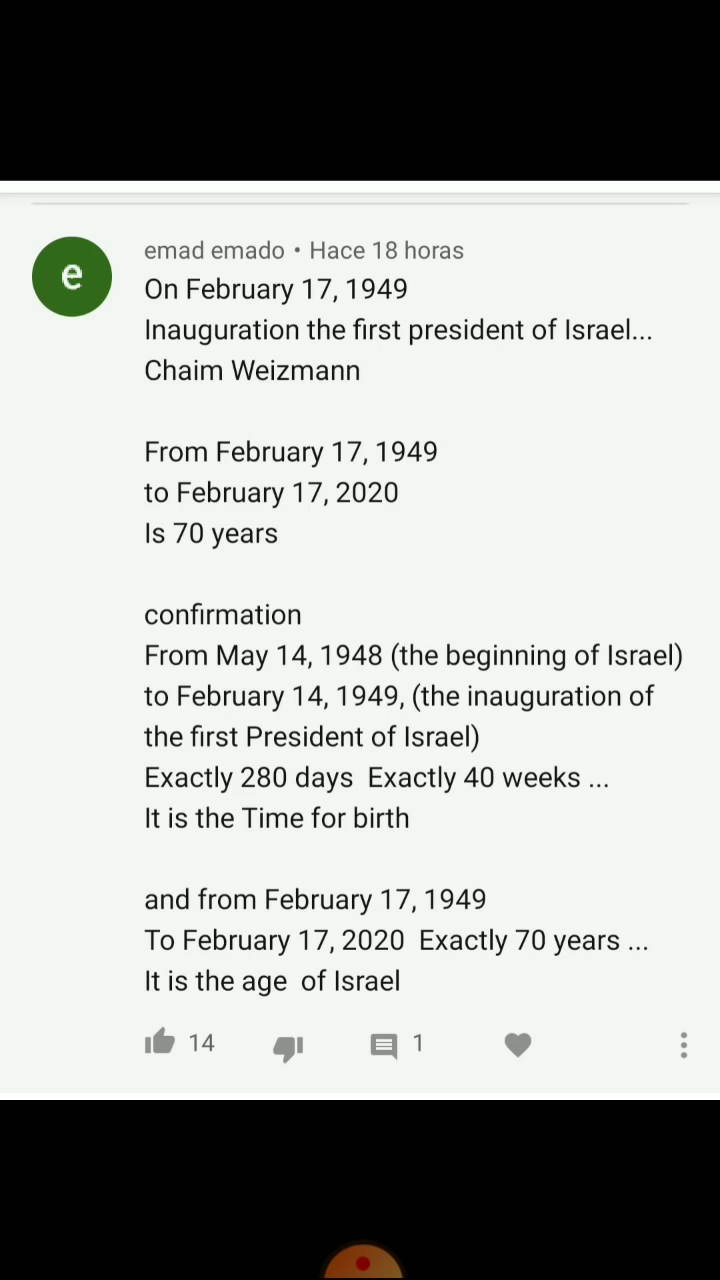 e
emad emado • Hace 18 horas
On February 17, 1949
Inauguration the first president of Israel...
Chaim Weizmann
From February 17, 1949
to February 17, 2020
Is 70 years
confirmation
From May 14, 1948 (the beginning of Israel)
to February 14, 1949, (the inauguration of
the first President of Israel)
Exactly 280 days  Exactly 40 weeks ...
It is the Time for birth
and from February 17, 1949
To February 17, 2020  Exactly 70 years ...
It is the age  of Israel
14
1